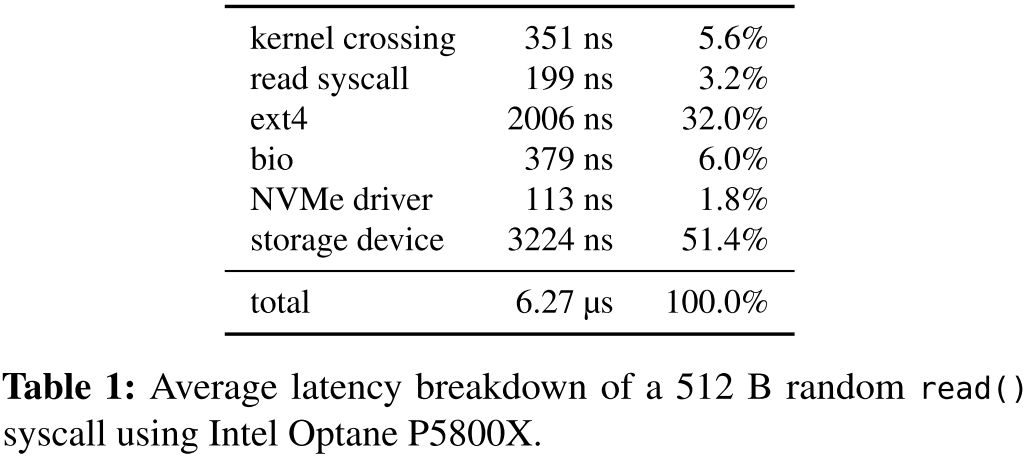 kernel crossing 351 ns 5.6%
read syscall 199 ns 3.2%
ext4 2006 ns 32.0%
bio 379 ns 6.0%
NVMe driver 113 ns 1.8%
storage device 3224 ns 51.4%
total 6.27 µs 100.0%
Table 1: Average latency breakdown of a 512 B random read()
syscall using Intel Optane P5800X.